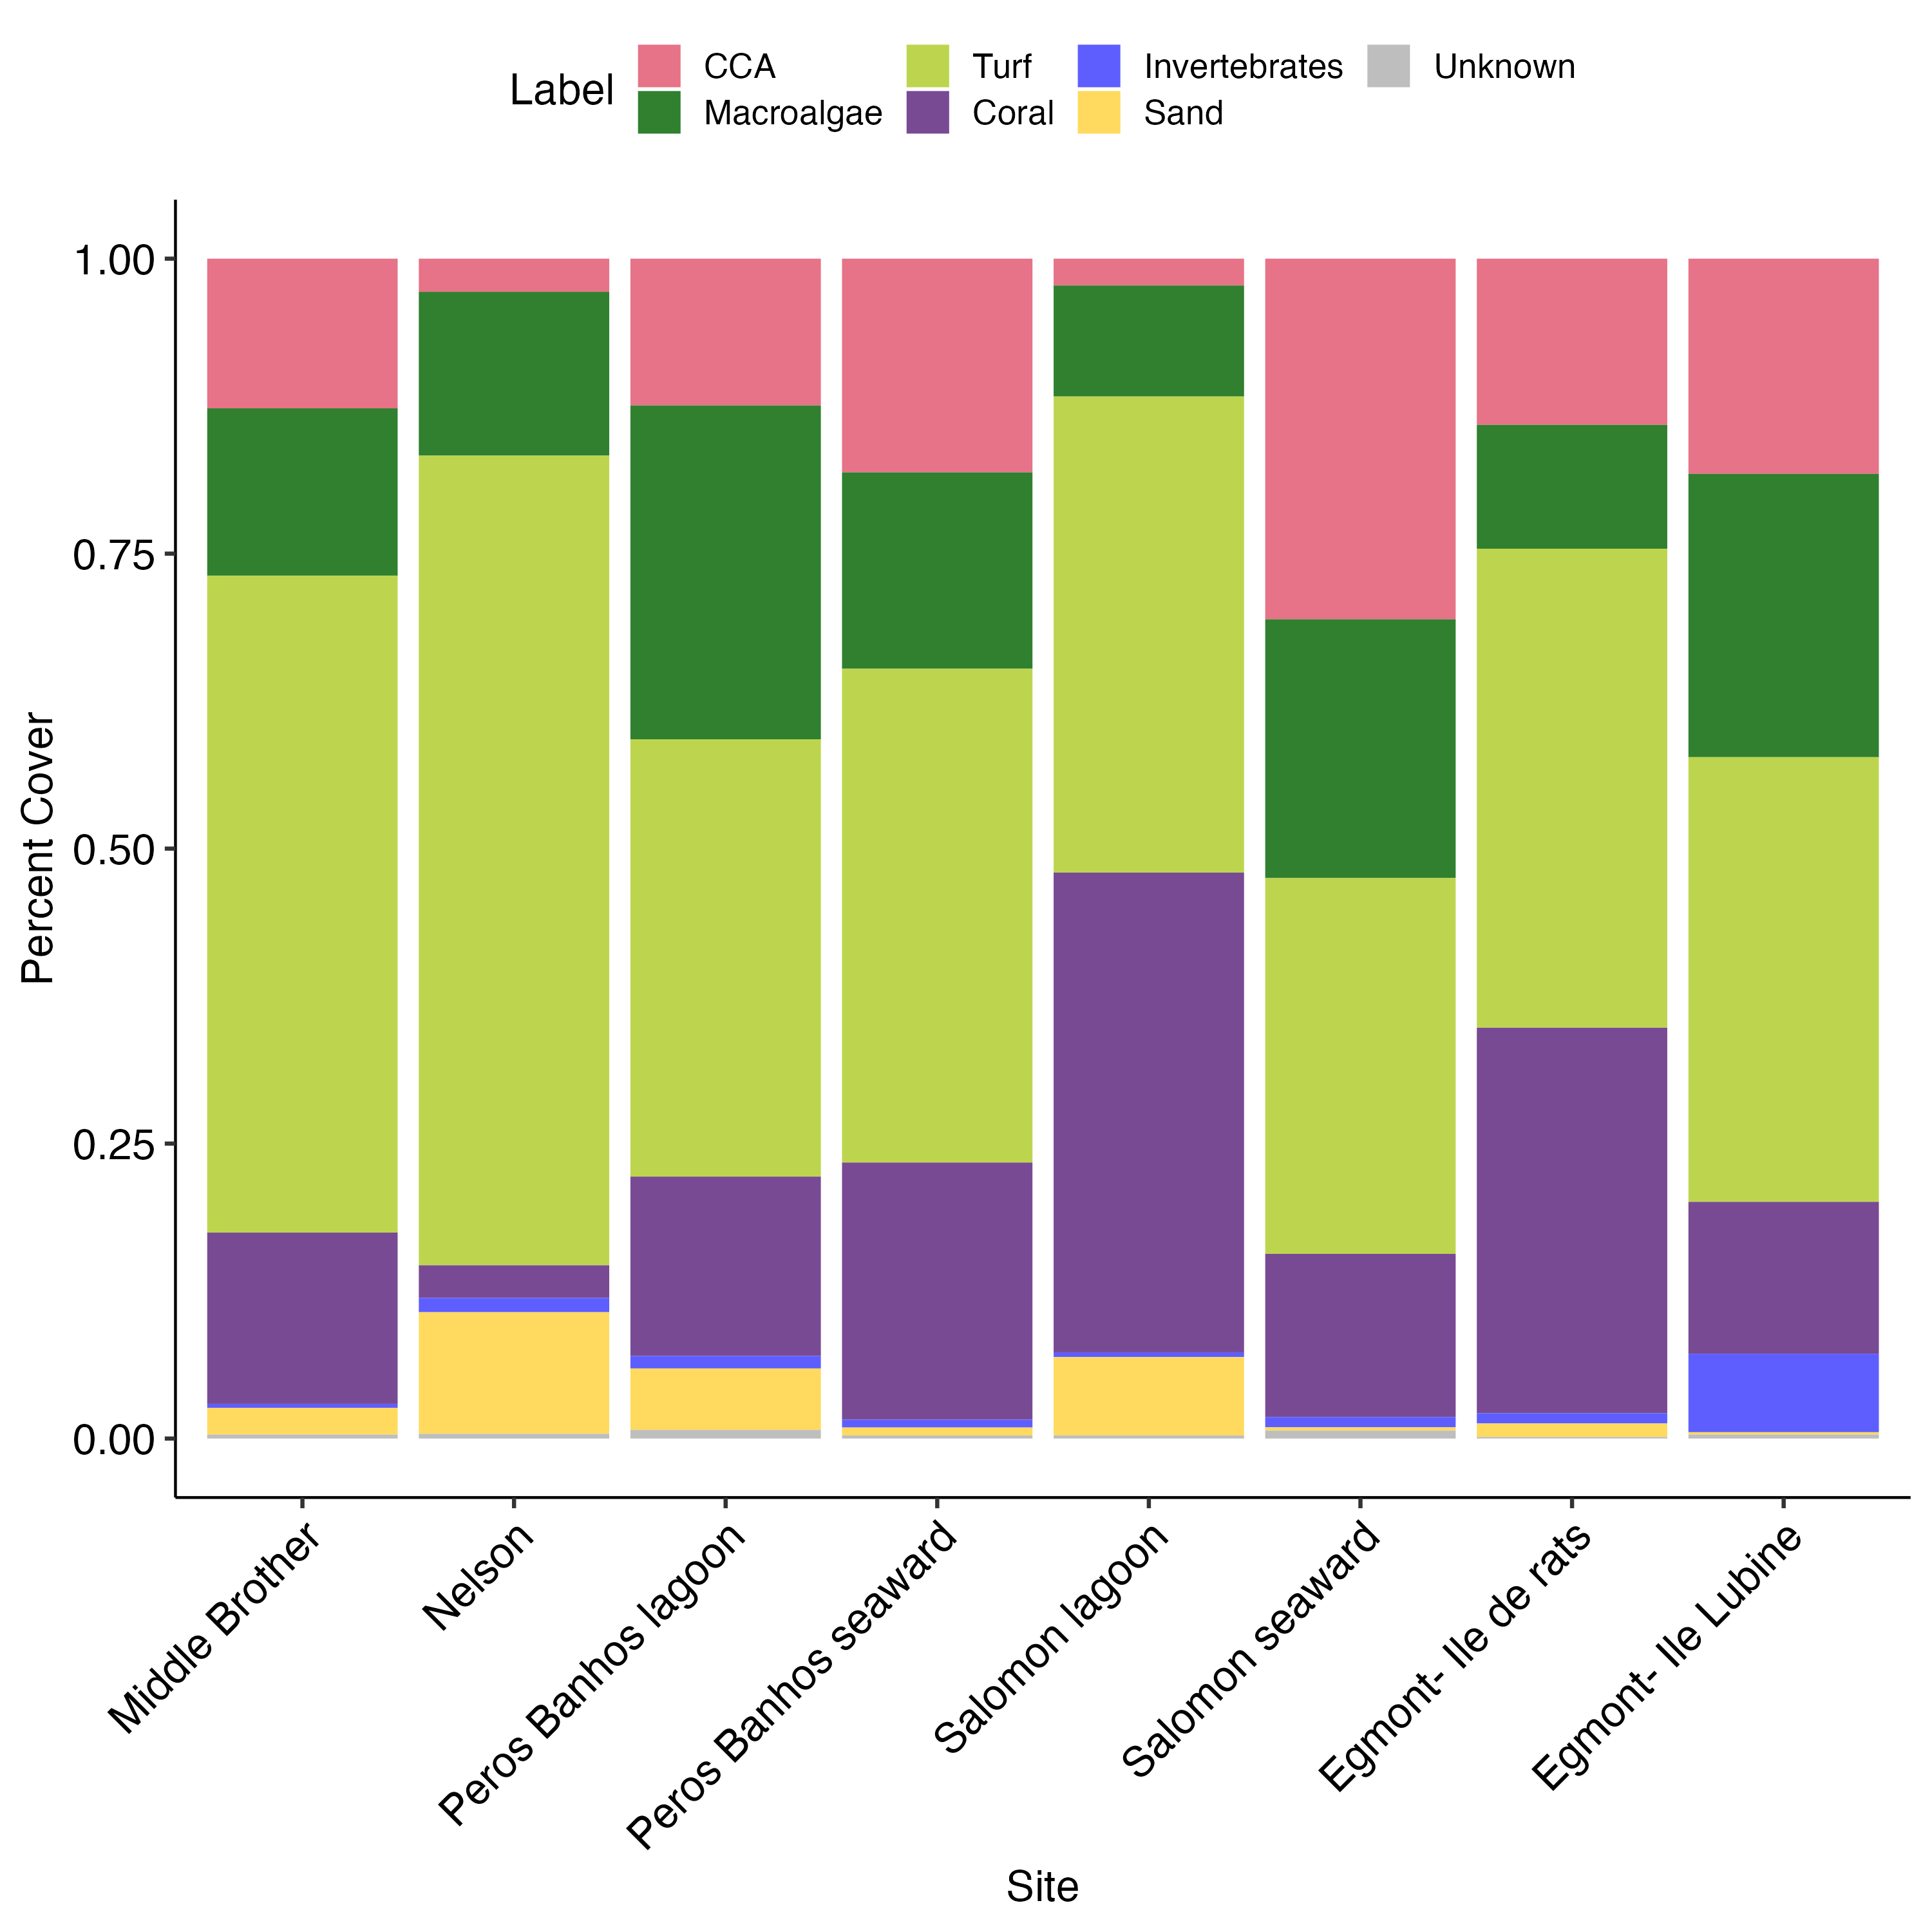 Label
CCA
Turf
Invertebrates
Unknown
Macroalgae
Coral
Sand
Percent Cover
1.00
0.75
0.50
0.25
0.00
Middle Brother
Nelson
Peros Banhos lagoon
Peros Banhos seaward
Salomon lagoon
Salomon seaward
Egmont- Ile de rats
Egmont- Ile Lubine
Site